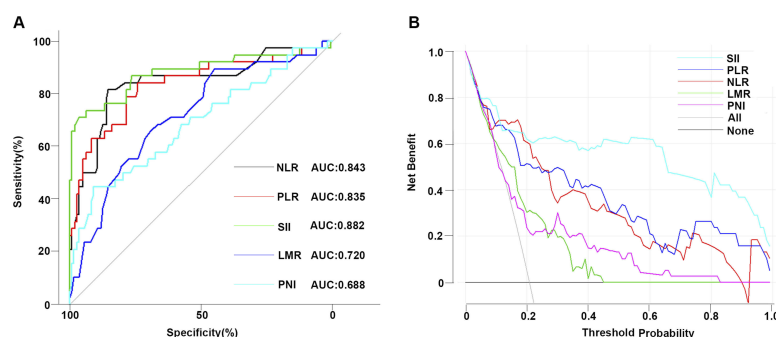 A
100
80
60
40
20
0
Sensitivity(%)
NLR AUC:0.843
PLR AUC:0.835
SII AUC:0.882
LMR AUC:0.720
PNI AUC:0.688
100 50 0
Specificity(%)
B
1.0
0.8
0.6
0.4
0.2
0
Net Benefit
SII
PLR
NLR
LMR
PNI
All
None
0 0.2 0.4 0.6 0.8 1.0
Threshold Probability